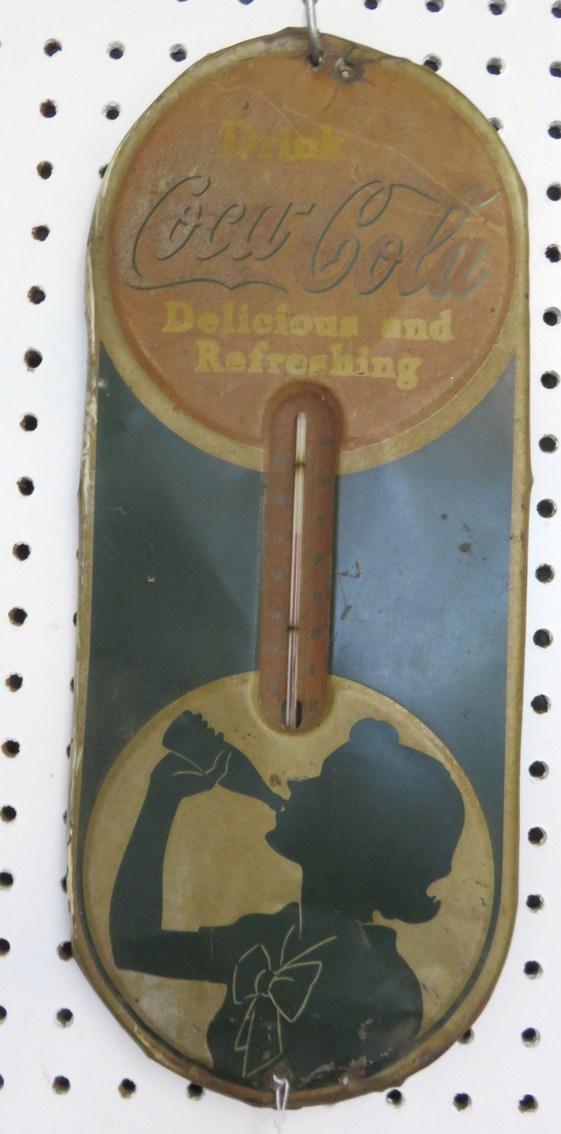 Drink
Coca-Cola
Delicious and
Refreshing